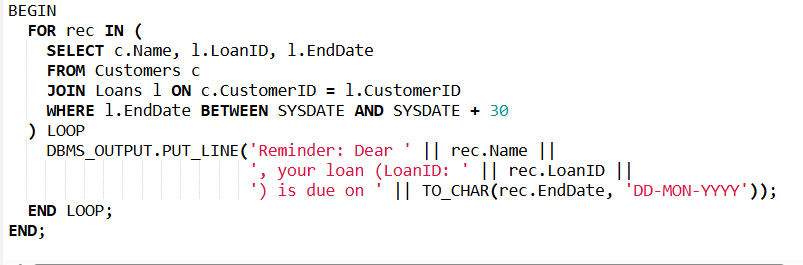 BEGIN
  FOR rec IN (
    SELECT c.Name, l.LoanID, l.EndDate
    FROM Customers c
    JOIN Loans l ON c.CustomerID = l.CustomerID
    WHERE l.EndDate BETWEEN SYSDATE AND SYSDATE + 30
  ) LOOP
    DBMS_OUTPUT.PUT_LINE('Reminder: Dear ' || rec.Name ||
                         ', your loan (LoanID: ' || rec.LoanID ||
                         ') is due on ' || TO_CHAR(rec.EndDate, 'DD-MON-YYYY'));
  END LOOP;
END;